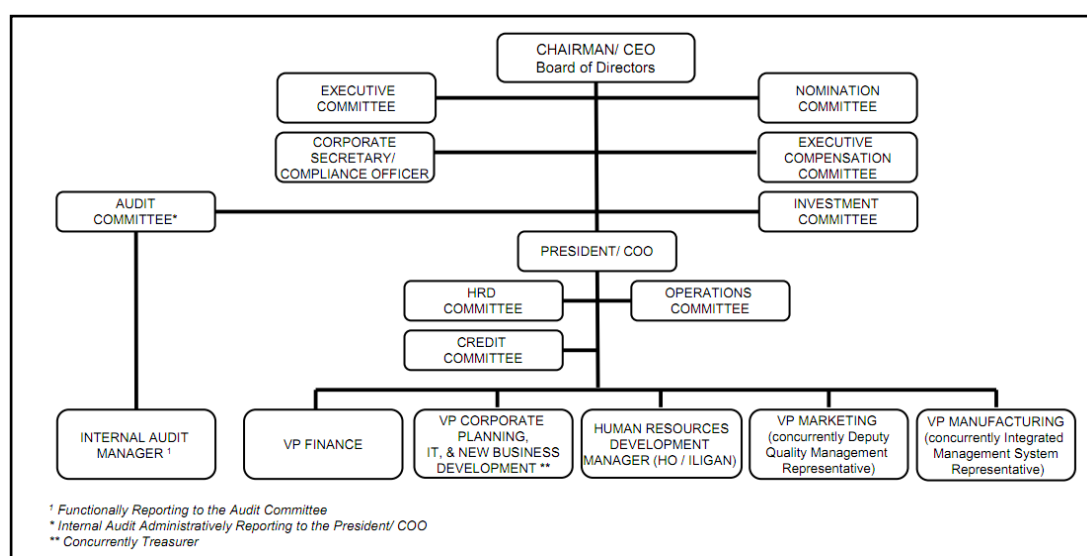 CHAIRMAN/ CEO
Board of Directors
EXECUTIVE
COMMITTEE
NOMINATION
COMMITTEE
CORPORATE
SECRETARY/
COMPLIANCE OFFICER
EXECUTIVE
COMPENSATION
COMMITTEE
AUDIT
COMMITTEE*
INVESTMENT
COMMITTEE
PRESIDENT/ COO
HRD
COMMITTEE
OPERATIONS
COMMITTEE
CREDIT
COMMITTEE
INTERNAL AUDIT
MANAGER ¹
VP FINANCE
VP CORPORATE
PLANNING,
IT, & NEW BUSINESS
DEVELOPMENT **
HUMAN RESOURCES
DEVELOPMENT
MANAGER (HO / ILIGAN)
VP MARKETING
(concurrently Deputy
Quality Management
Representative)
VP MANUFACTURING
(concurrently Integrated
Management System
Representative)
¹ Functionally Reporting to the Audit Committee
* Internal Audit Administratively Reporting to the President/ COO
** Concurrently Treasurer